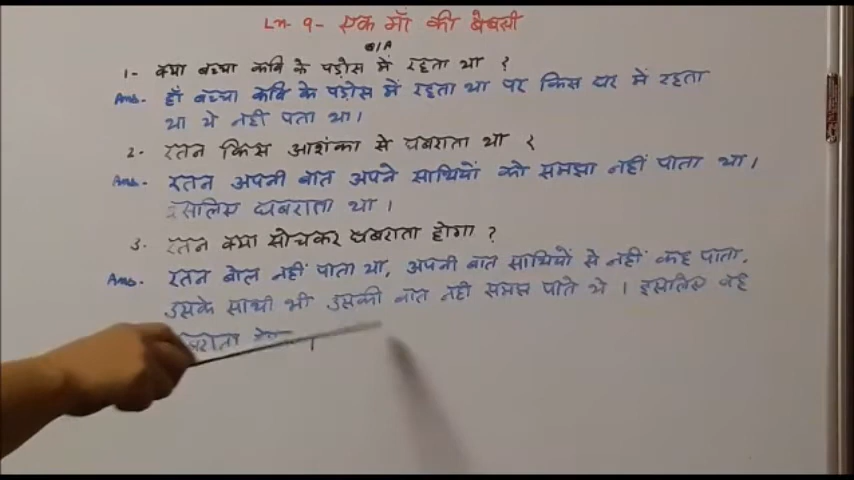 Ln- 9- एक माँ की बेबसी
Q/A
1- क्या बच्चा कवि के पड़ोस में रहता था ?
Ans- हाँ बच्चा कवि के पड़ोस में रहता था पर किस घर में रहता
था ये नहीं पता था।
2. रतन किस आशंका से घबराता था ?
Ans- रतन अपनी बात अपने साथियों को समझा नहीं पाता था।
इसलिए घबराता था।
3. रतन क्या सोचकर घबराता होगा ?
Ans. रतन बोल नहीं पाता था, अपनी बात साथियों से नहीं कह पाता,
उसके साथी भी उसकी बात नही समझ पाते थे । इसलिए वह
घबराता